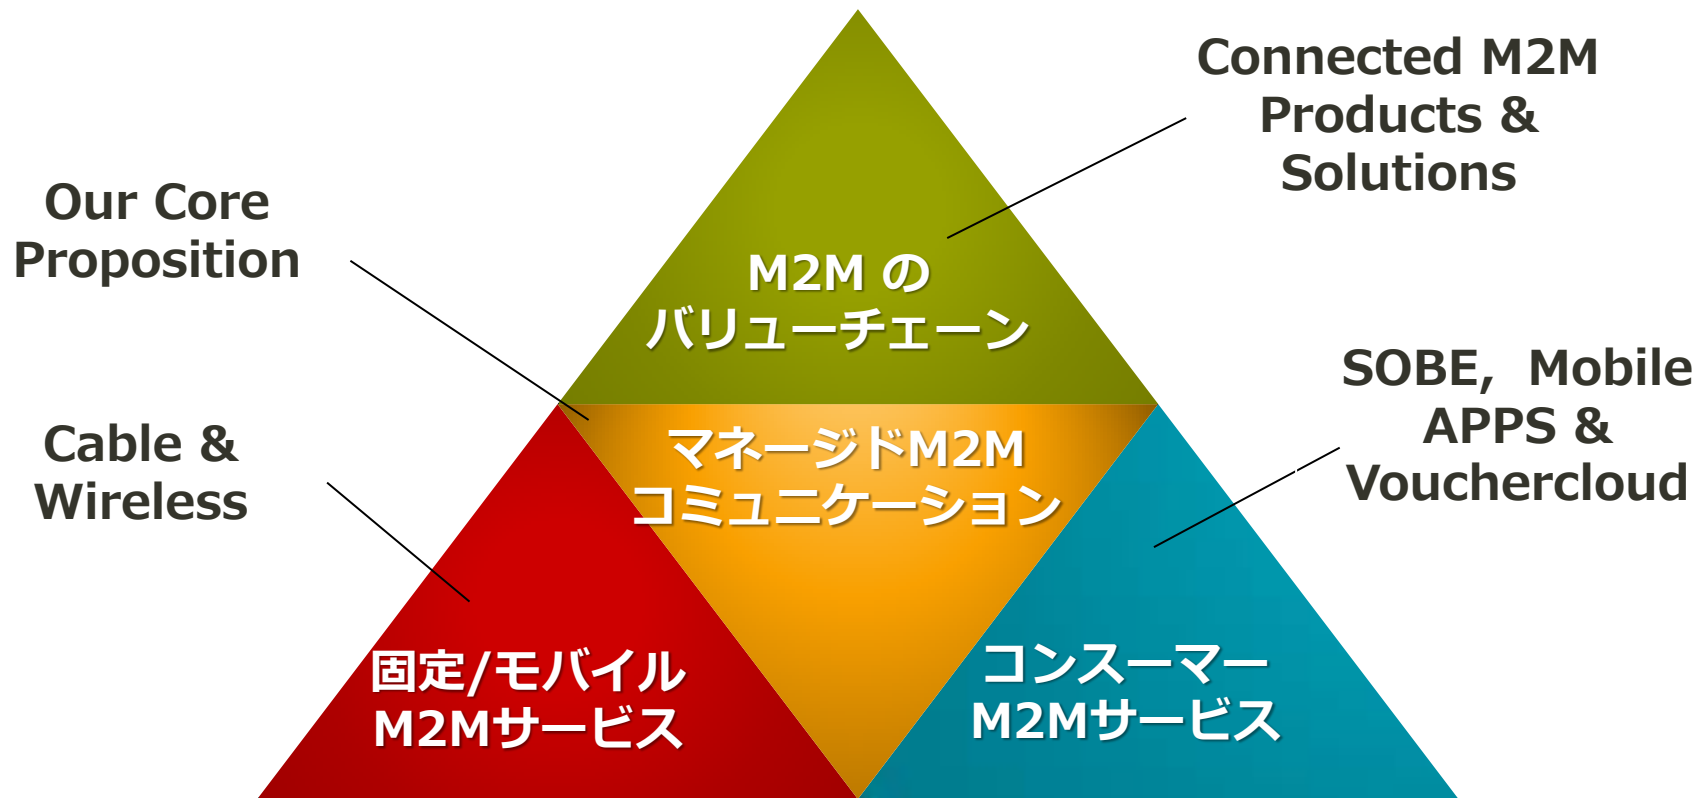 Connected M2M
Products &
Solutions
Our Core
Proposition
M2M の
バリューチェーン
SOBE, Mobile
APPS &
Vouchercloud
Cable &
Wireless
マネージドM2M
コミュニケーション
固定/モバイル
M2Mサービス
コンスーマー
M2Mサービス